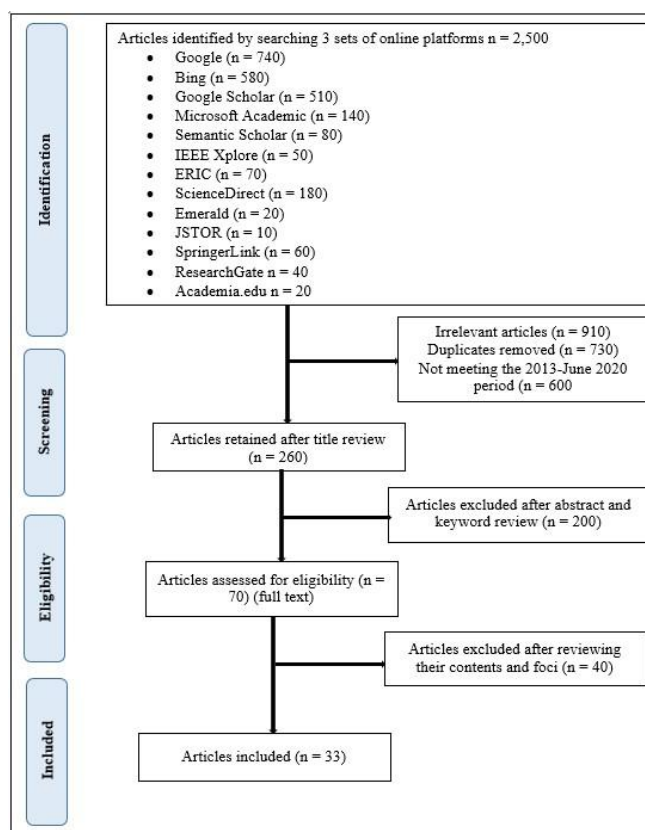 Identification
Articles identified by searching 3 sets of online platforms n = 2,500
• Google (n = 740)
• Bing (n = 580)
• Google Scholar (n = 510)
• Microsoft Academic (n = 140)
• Semantic Scholar (n = 80)
• IEEE Xplore (n = 50)
• ERIC (n = 70)
• ScienceDirect (n = 180)
• Emerald (n = 20)
• JSTOR (n = 10)
• SpringerLink (n = 60)
• ResearchGate n = 40
• Academia.edu n = 20
Irrelevant articles (n = 910)
Duplicates removed (n = 730)
Not meeting the 2013-June 2020
period (n = 600
Screening
Articles retained after title review
(n = 260)
Articles excluded after abstract and
keyword review (n = 200)
Eligibility
Articles assessed for eligibility (n =
70) (full text)
Articles excluded after reviewing
their contents and foci (n = 40)
Included
Articles included (n = 33)